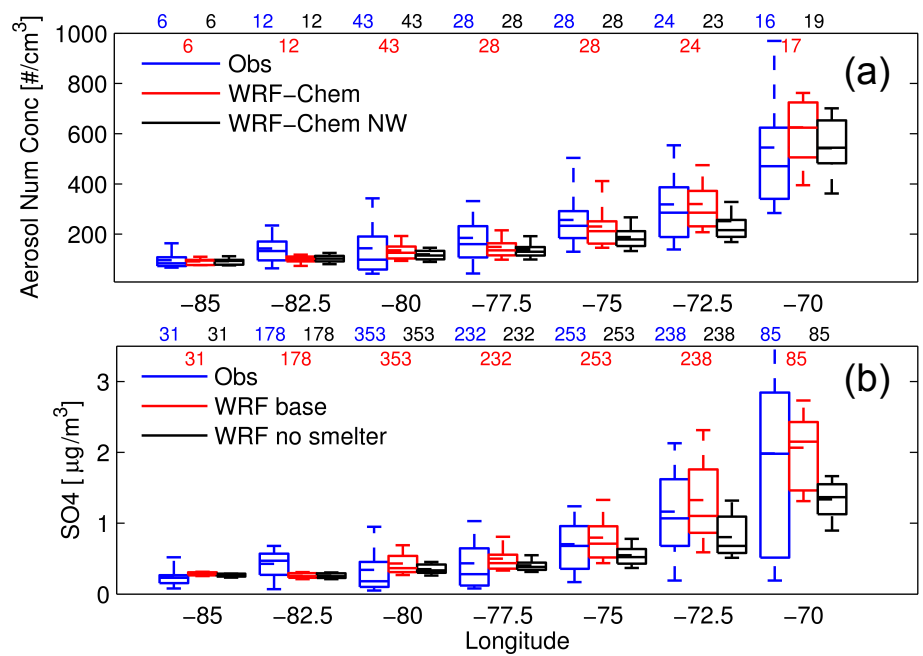 6 6 12 12 43 43 28 28 28 28 24 23 16 19
6 12 43 28 28 24 17
1000
800
600
400
200
Aerosol Num Conc [#/cm³]
Obs
WRF−Chem
WRF−Chem NW
(a)
−85 −82.5 −80 −77.5 −75 −72.5 −70
31 31 178 178 353 353 232 232 253 253 238 238 85 85
31 178 353 232 253 238 85
3
2
1
0
SO4 [ μg/m³]
Obs
WRF base
WRF no smelter
(b)
−85 −82.5 −80 −77.5 −75 −72.5 −70
Longitude